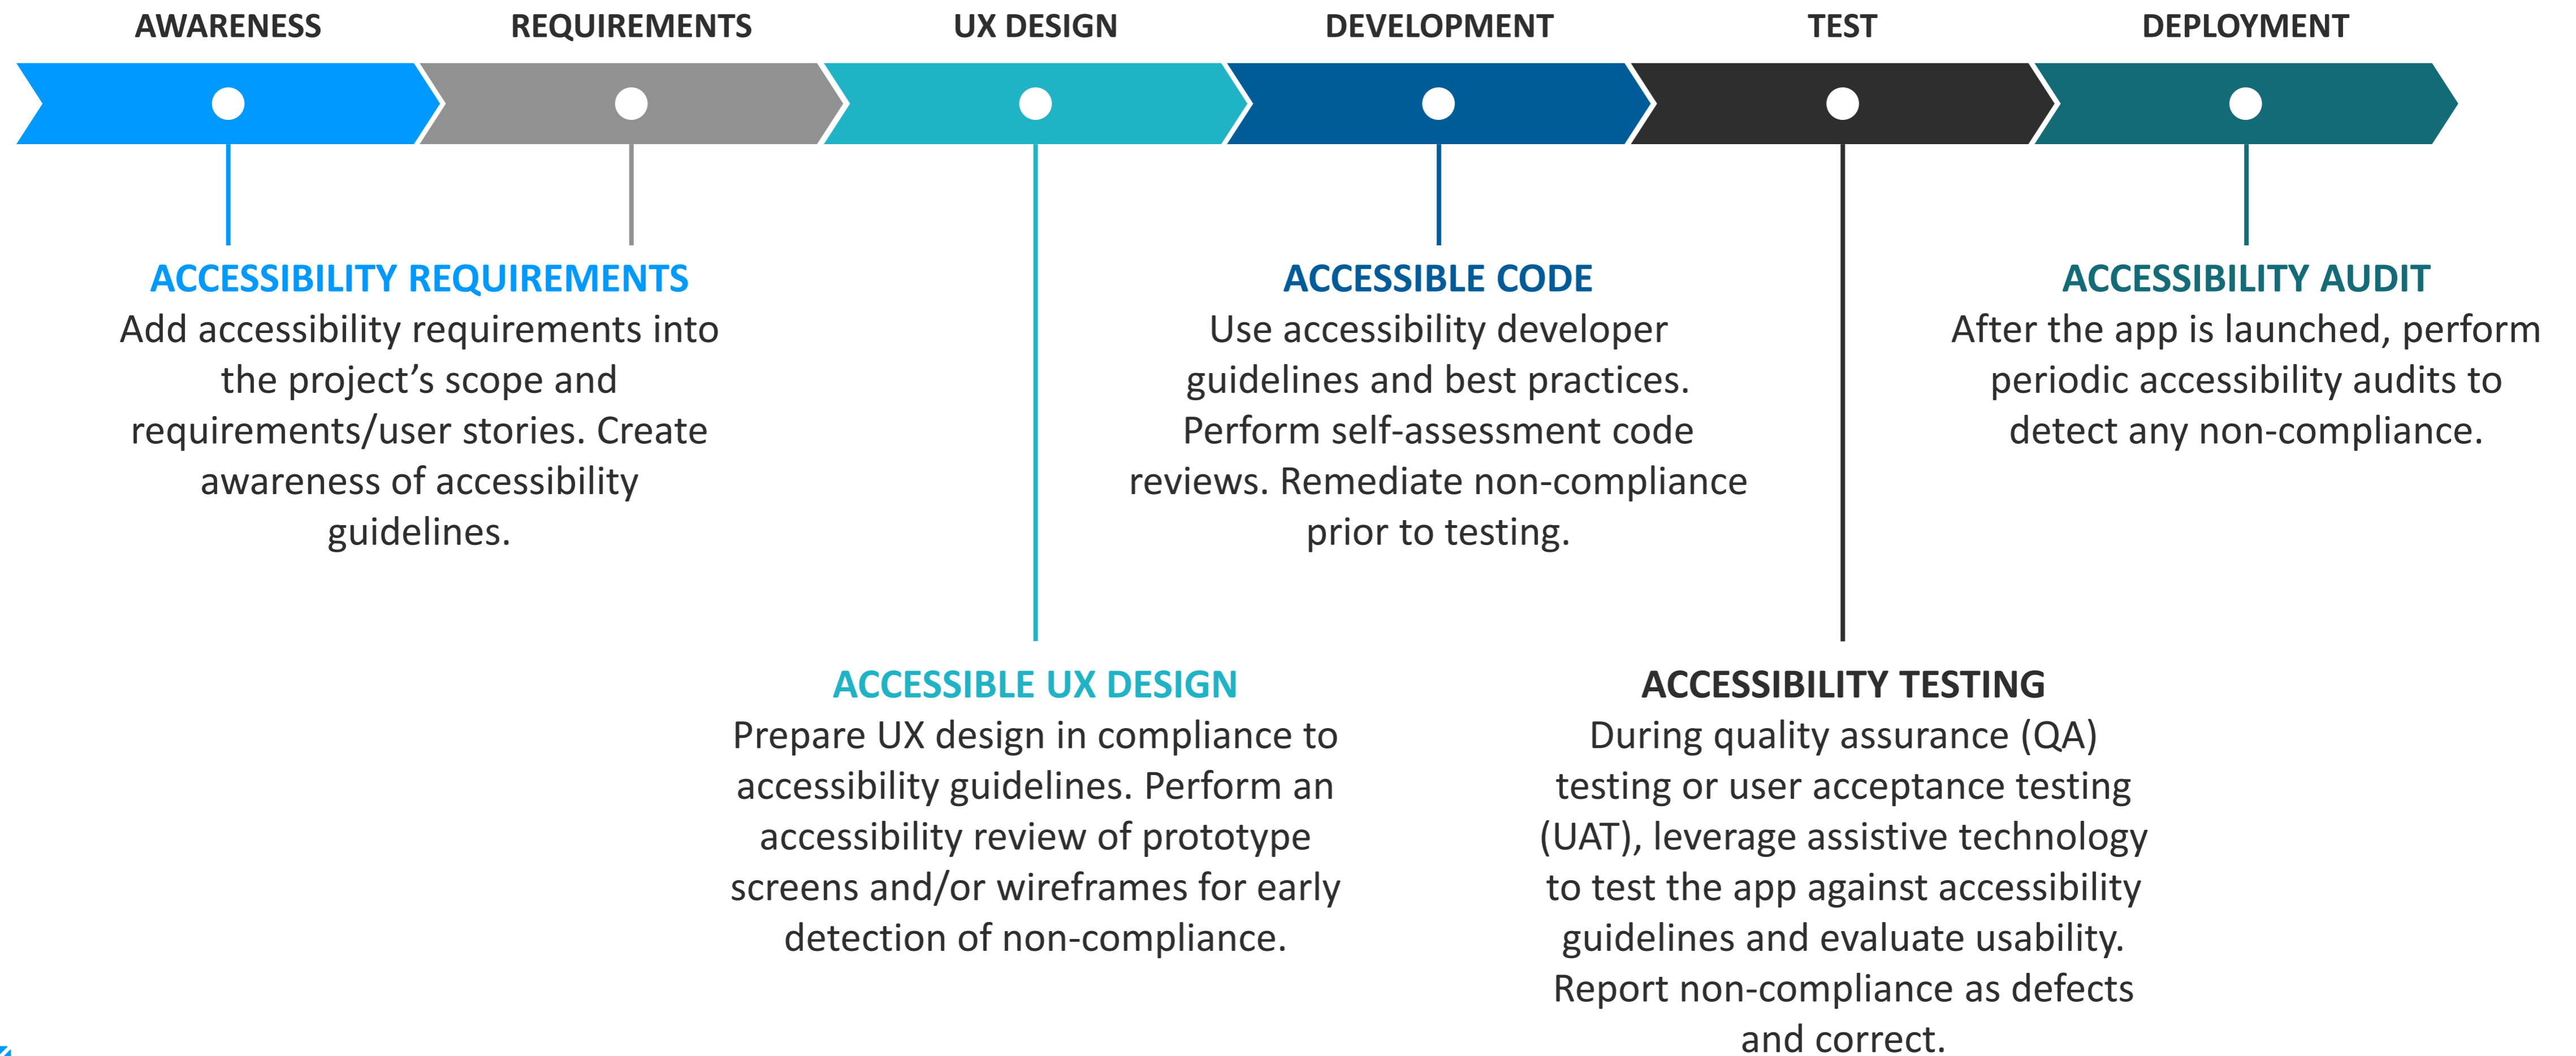 AWARENESS
REQUIREMENTS
UX DESIGN
DEVELOPMENT
TEST
DEPLOYMENT
ACCESSIBILITY REQUIREMENTS
Add accessibility requirements into
the project’s scope and
requirements/user stories. Create
awareness of accessibility
guidelines.
ACCESSIBLE UX DESIGN
Prepare UX design in compliance to
accessibility guidelines. Perform an
accessibility review of prototype
screens and/or wireframes for early
detection of non-compliance.
ACCESSIBLE CODE
Use accessibility developer
guidelines and best practices.
Perform self-assessment code
reviews. Remediate non-compliance
prior to testing.
ACCESSIBILITY TESTING
During quality assurance (QA)
testing or user acceptance testing
(UAT), leverage assistive technology
to test the app against accessibility
guidelines and evaluate usability.
Report non-compliance as defects
and correct.
ACCESSIBILITY AUDIT
After the app is launched, perform
periodic accessibility audits to
detect any non-compliance.